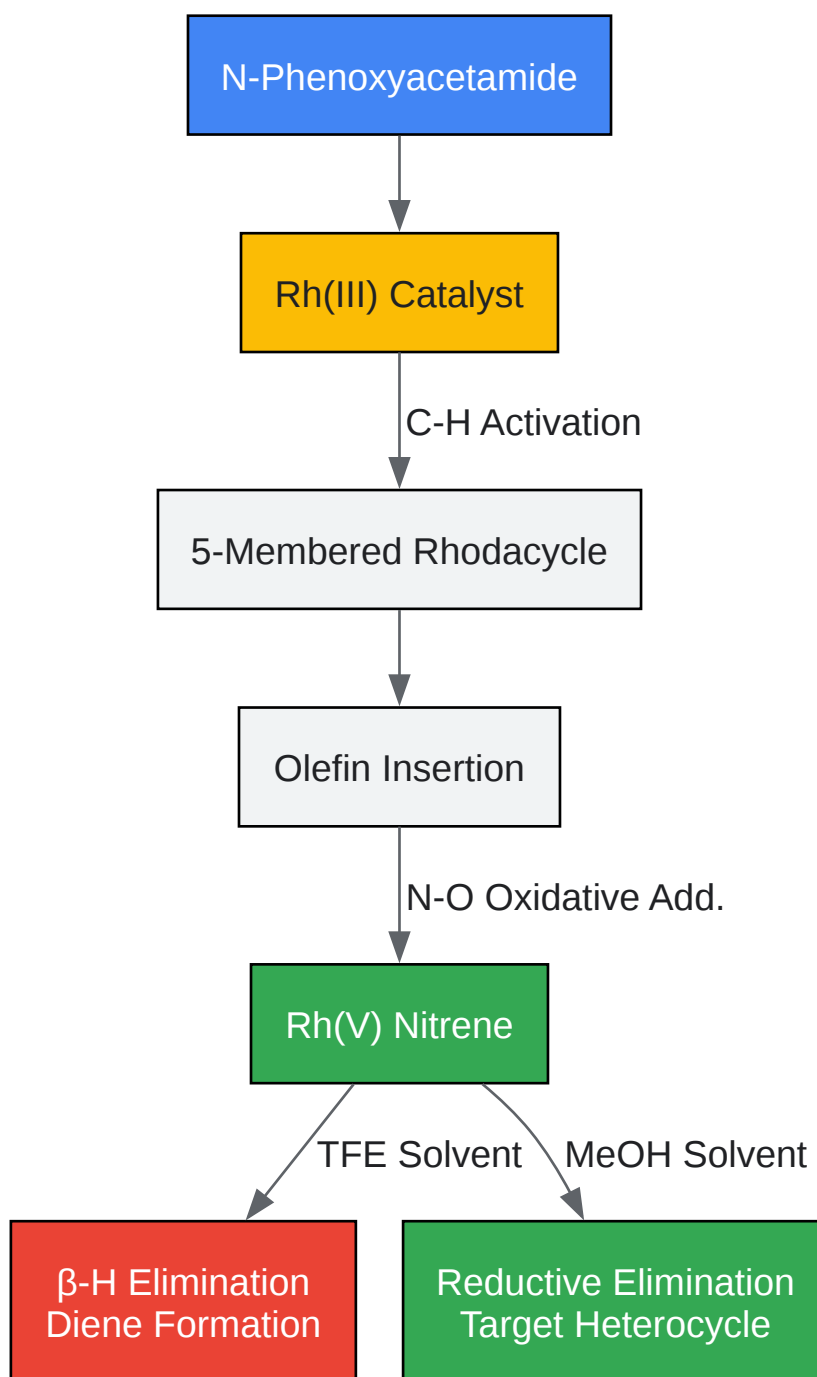 N-Phenoxyacetamide
Rh(III) Catalyst
C-H Activation
5-Membered Rhodacycle
Olefin Insertion
N-O Oxidative Add.
Rh(V) Nitrene
TFE Solvent
MeOH Solvent
β-H Elimination
Diene Formation
Reductive Elimination
Target Heterocycle